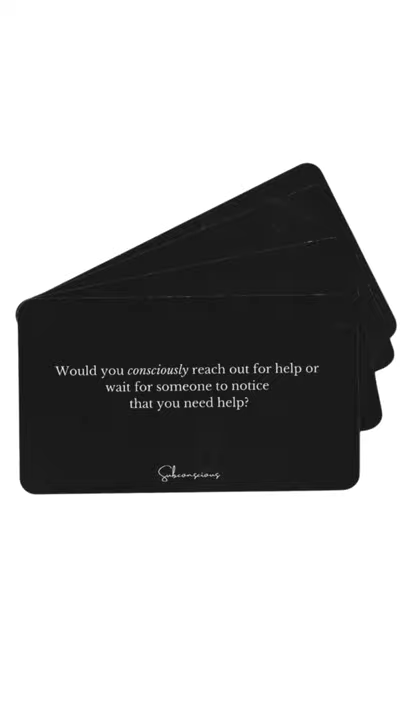 Would you consciously reach out for help or
wait for someone to notice
that you need help?
Subconscious